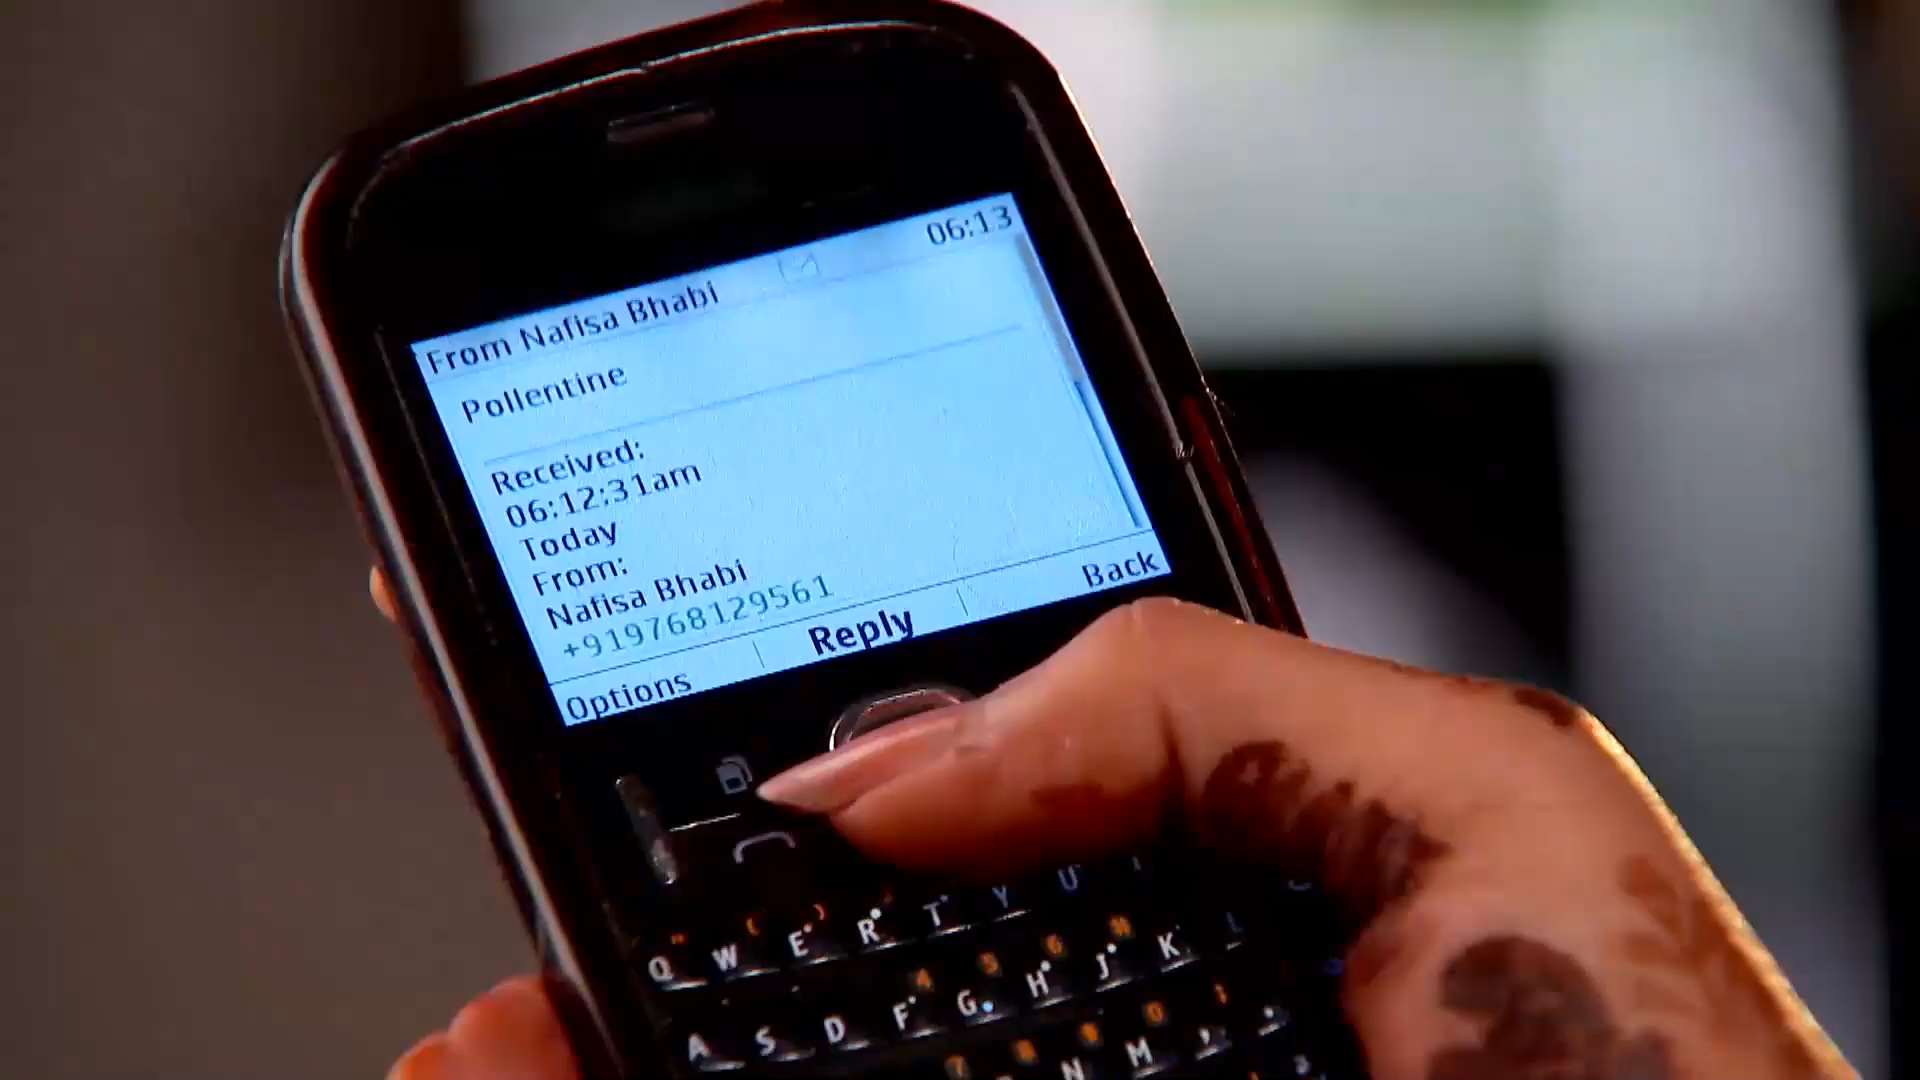 06:13
From Nafisa Bhabi
Pollentine
Received:
06:12:31am
Today
From:
Nafisa Bhabi
+919768129561
Options Reply Back
Q W E R T Y U
A S D F G H J K L
N M ,